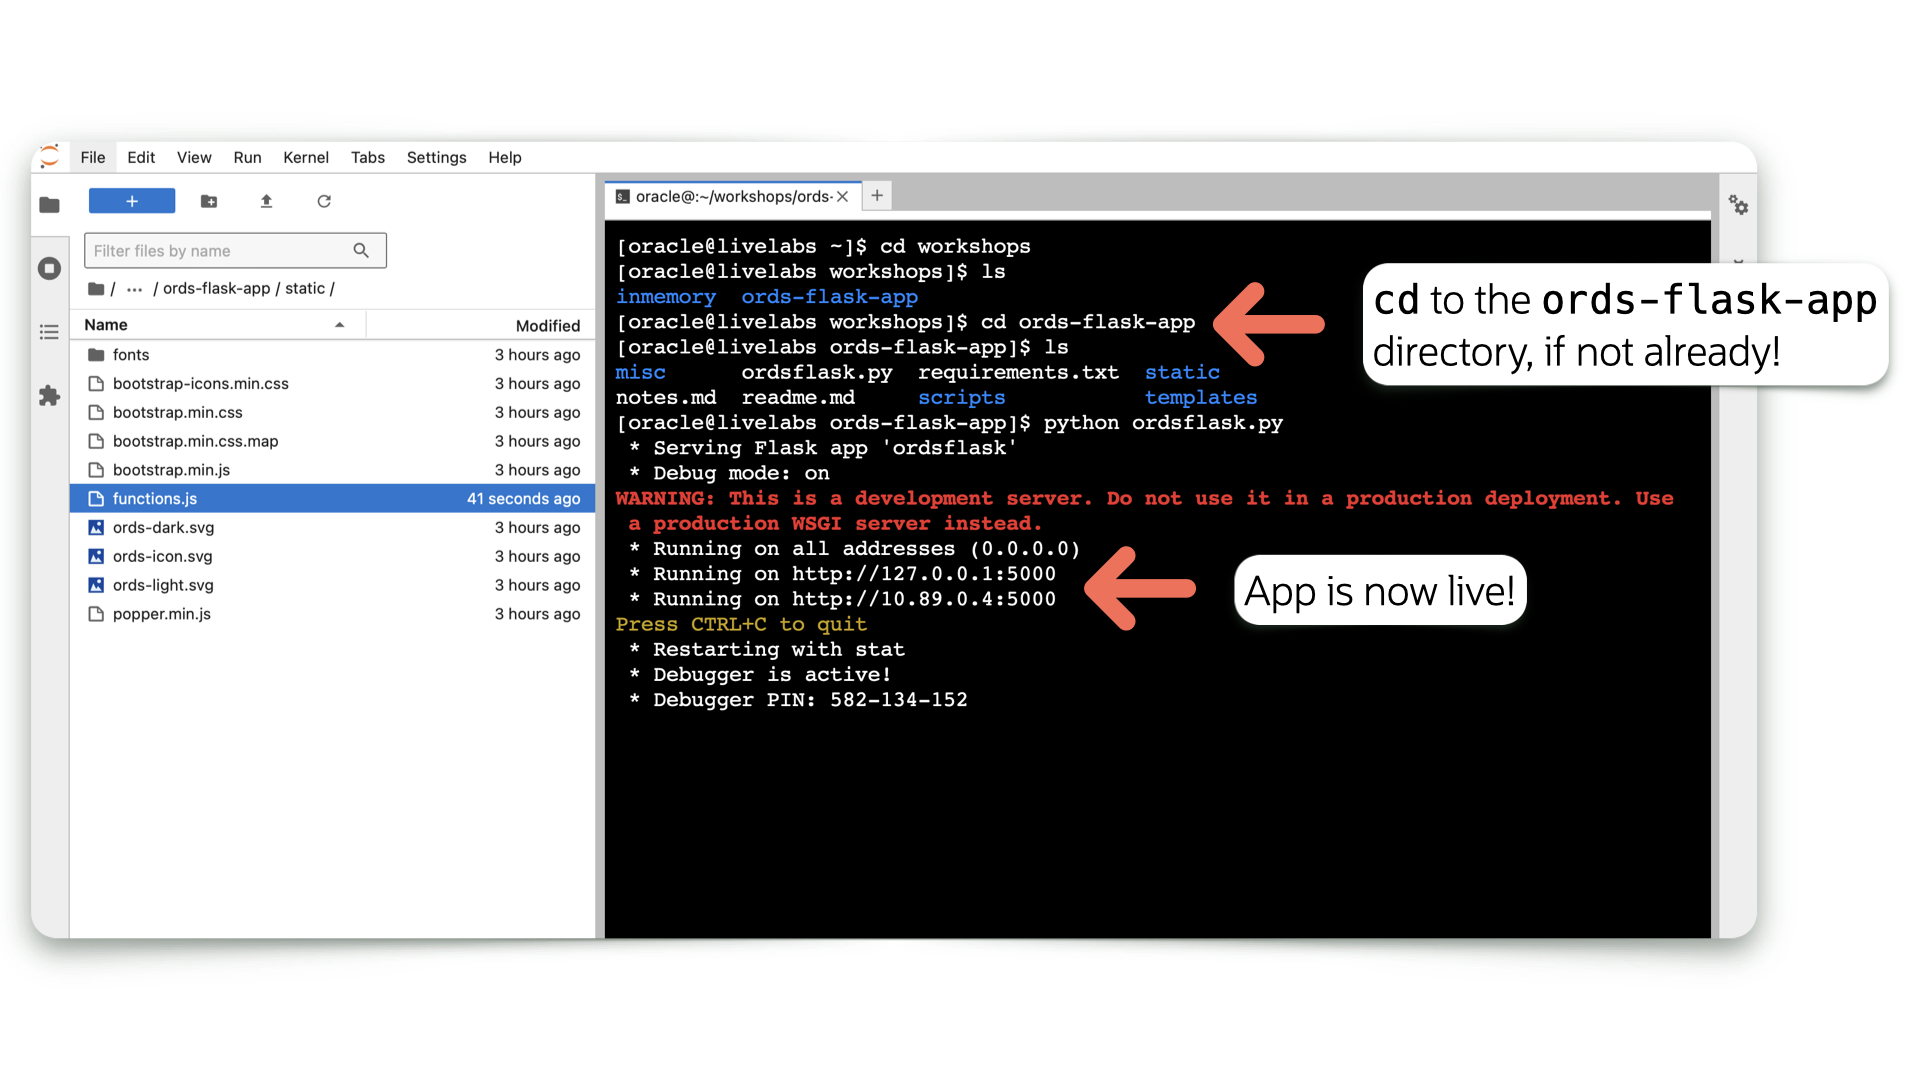 File Edit View Run Kernel Tabs Settings Help
+
Filter files by name
/ ... / ords-flask-app / static /
Name Modified
fonts 3 hours ago
bootstrap-icons.min.css 3 hours ago
bootstrap.min.css 3 hours ago
bootstrap.min.css.map 3 hours ago
bootstrap.min.js 3 hours ago
functions.js 41 seconds ago
ords-dark.svg 3 hours ago
ords-icon.svg 3 hours ago
ords-light.svg 3 hours ago
popper.min.js 3 hours ago
oracle@:~/workshops/ords-
[oracle@livelabs ~]$ cd workshops
[oracle@livelabs workshops]$ ls
inmemory ords-flask-app
[oracle@livelabs workshops]$ cd ords-flask-app
[oracle@livelabs ords-flask-app]$ ls
misc ordsflask.py requirements.txt static
notes.md readme.md scripts templates
[oracle@livelabs ords-flask-app]$ python ordsflask.py
* Serving Flask app 'ordsflask'
* Debug mode: on
WARNING: This is a development server. Do not use it in a production deployment. Use
a production WSGI server instead.
* Running on all addresses (0.0.0.0)
* Running on http://127.0.0.1:5000
* Running on http://10.89.0.4:5000
Press CTRL+C to quit
* Restarting with stat
* Debugger is active!
* Debugger PIN: 582-134-152
cd to the ords-flask-app
directory, if not already!
App is now live!